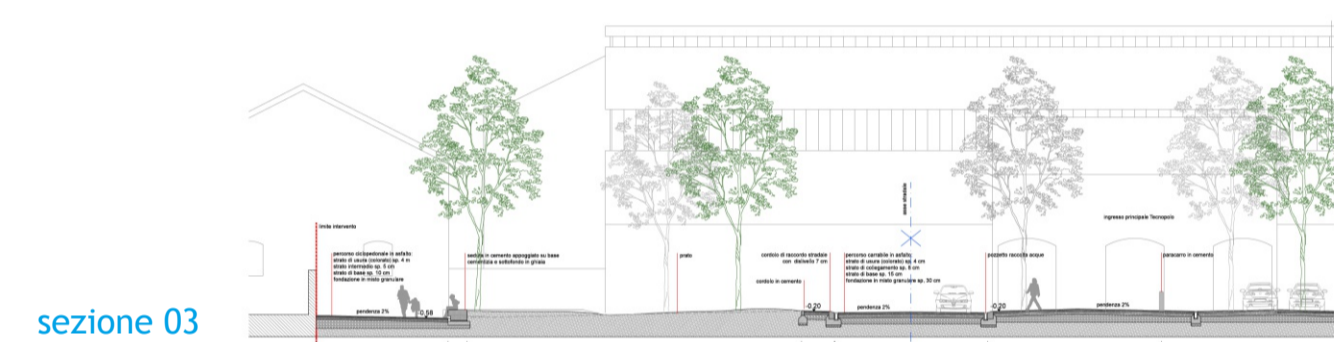 sezione 03
limite intervento
percorso ciclopedonale in asfalto:
strato di usura (colorato) sp. 4 m
strato intermedio sp. 5 cm
strato di base sp. 10 cm
fondazione in misto granulare
pendenza 2%
-0.58
seduta in cemento appoggiato su base
cementizia e sottofondo in ghiaia
prato
cordolo di raccordo stradale
con dislivello 7 cm
cordolo in cemento
-0.20
percorso carrabile in asfalto:
strato di usura (colorato) sp. 4 cm
strato di collegamento sp. 6 cm
strato di base sp. 15 cm
fondazione in misto granulare sp. 30 cm
pendenza 2%
asse stradale
pozzetto raccolta acque
-0.20
ingresso principale Tecnopolo
pendenza 2%
paracarro in cemento